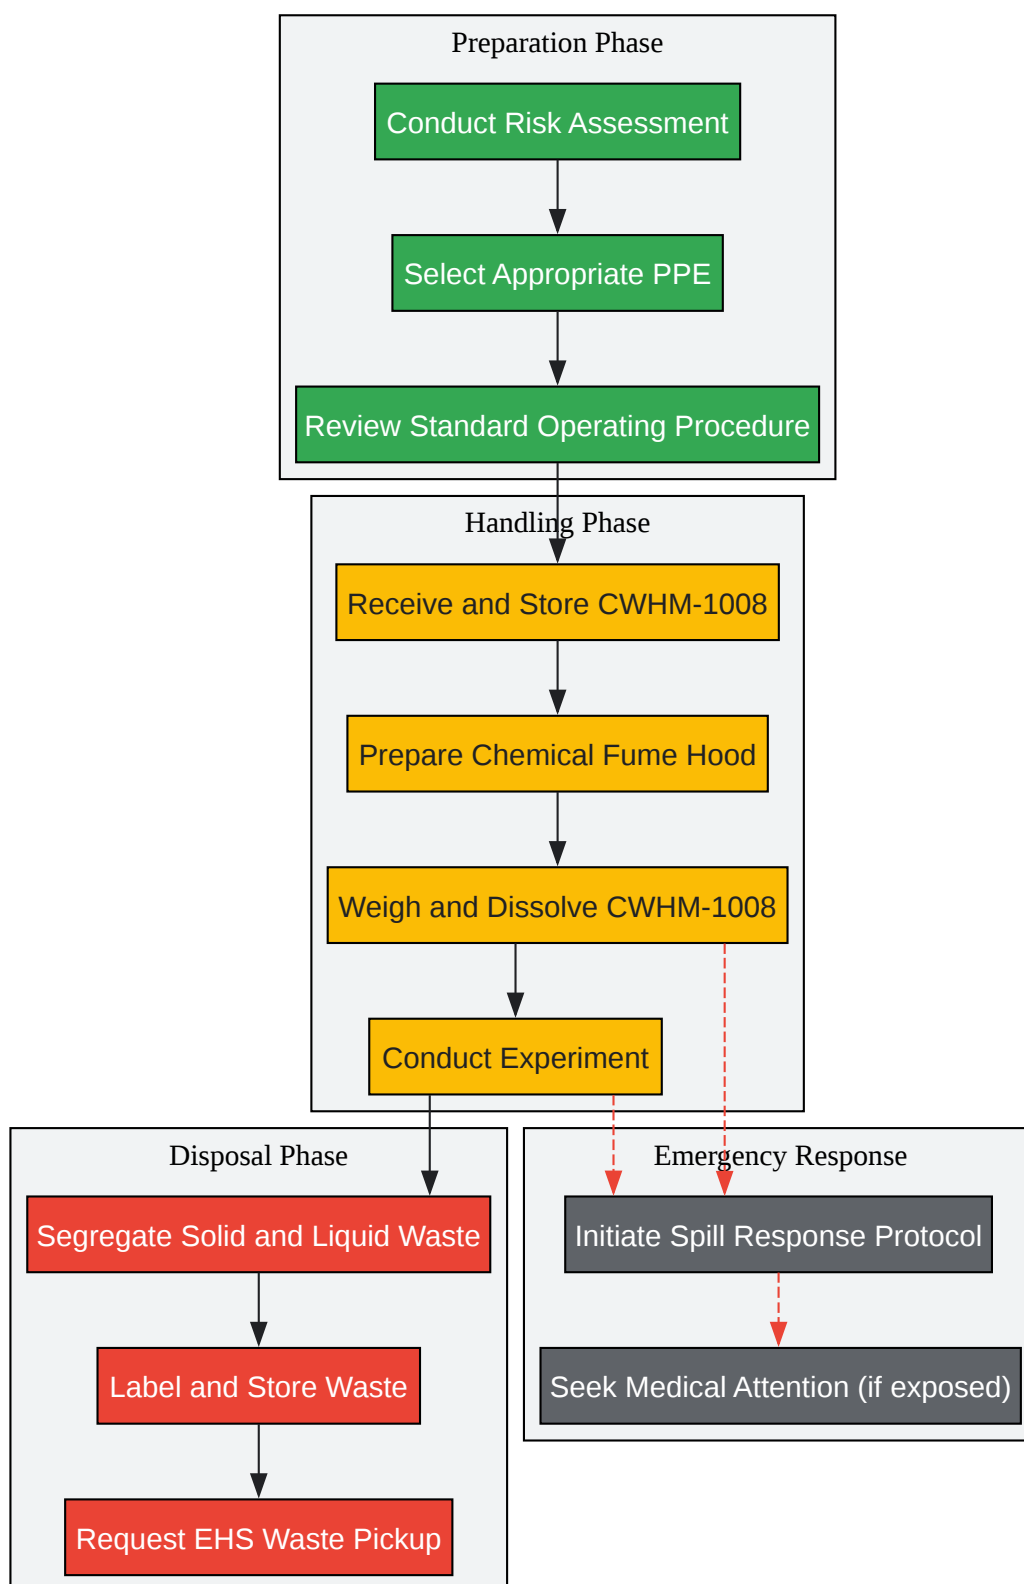 Preparation Phase
Conduct Risk Assessment
Select Appropriate PPE
Review Standard Operating Procedure
Handling Phase
Receive and Store CWHM-1008
Prepare Chemical Fume Hood
Weigh and Dissolve CWHM-1008
Conduct Experiment
Disposal Phase
Segregate Solid and Liquid Waste
Label and Store Waste
Request EHS Waste Pickup
Emergency Response
Initiate Spill Response Protocol
Seek Medical Attention (if exposed)